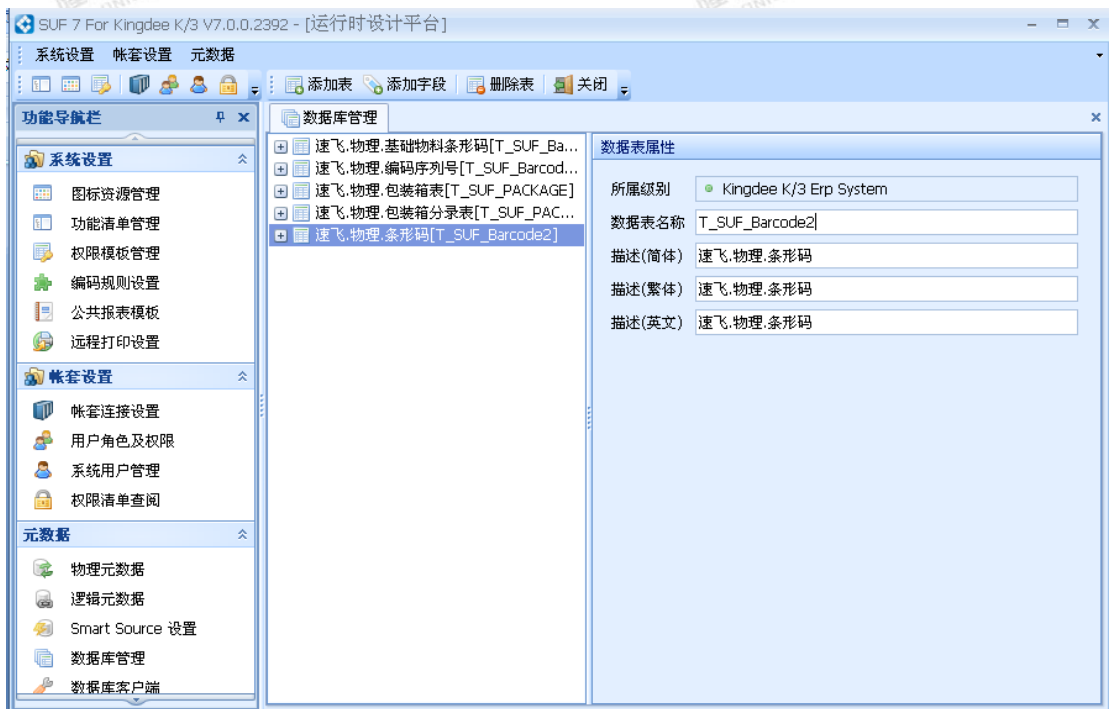 SUF 7 For Kingdee K/3 V7.0.0.2392 - [运行时设计平台]
系统设置 帐套设置 元数据
添加表 添加字段 删除表 关闭
功能导航栏
系统设置
图标资源管理
功能清单管理
权限模板管理
编码规则设置
公共报表模板
远程打印设置
帐套设置
帐套连接设置
用户角色及权限
系统用户管理
权限清单查阅
元数据
物理元数据
逻辑元数据
Smart Source 设置
数据库管理
数据库客户端
数据库管理
速飞.物理.基础物料条形码[T_SUF_Ba...
速飞.物理.编码序列号[T_SUF_Barcod...
速飞.物理.包装箱表[T_SUF_PACKAGE]
速飞.物理.包装箱分录表[T_SUF_PAC...
速飞.物理.条形码[T_SUF_Barcode2]
数据表属性
所属级别 Kingdee K/3 Erp System
数据表名称 T_SUF_Barcode2
描述(简体) 速飞.物理.条形码
描述(繁体) 速飞.物理.条形码
描述(英文) 速飞.物理.条形码